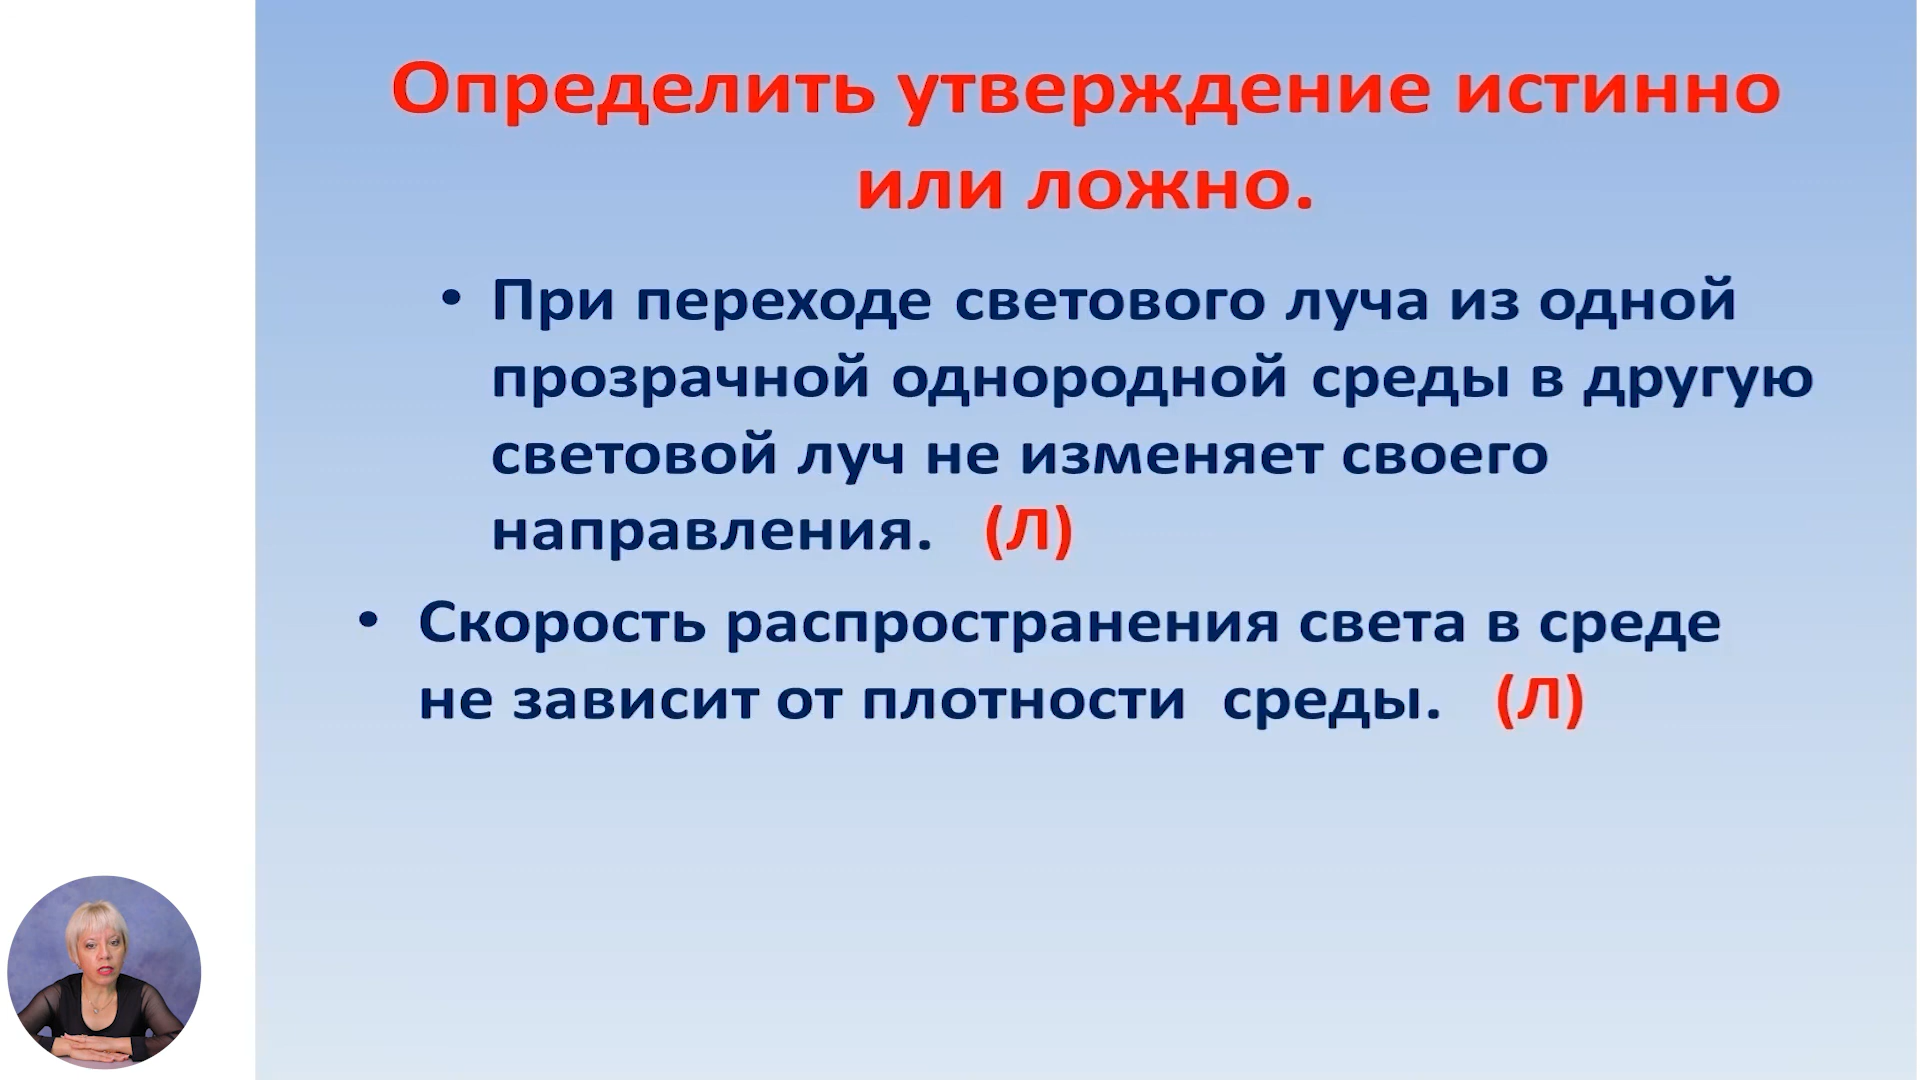 Определить утверждение истинно
или ложно.
• При переходе светового луча из одной
прозрачной однородной среды в другую
световой луч не изменяет своего
направления. (Л)
• Скорость распространения света в среде
не зависит от плотности среды. (Л)